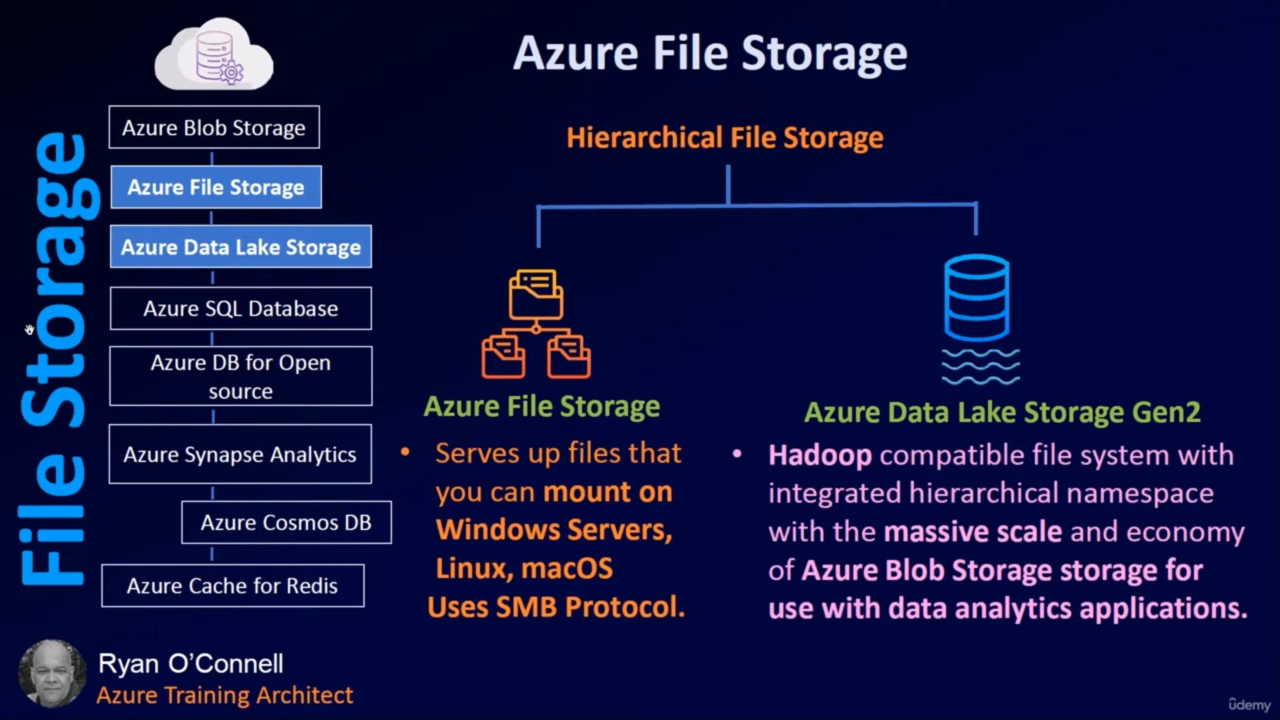 Azure File Storage
File Storage
Azure Blob Storage
Azure File Storage
Azure Data Lake Storage
Azure SQL Database
Azure DB for Open
source
Azure Synapse Analytics
Azure Cosmos DB
Azure Cache for Redis
Hierarchical File Storage
Azure File Storage
• Serves up files that
you can mount on
Windows Servers,
Linux, macOS
Uses SMB Protocol.
Azure Data Lake Storage Gen2
• Hadoop compatible file system with
integrated hierarchical namespace
with the massive scale and economy
of Azure Blob Storage storage for
use with data analytics applications.
Ryan O'Connell
Azure Training Architect
ûdemy